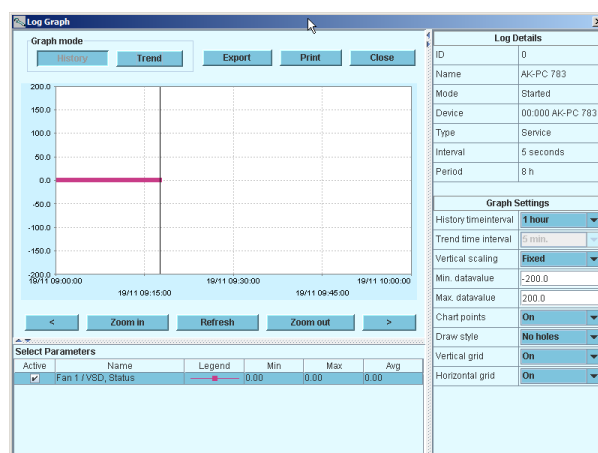 Log Graph
Graph mode
History Trend Export Print Close
200.0
150.0
100.0
50.0
0.0
-50.0
-100.0
-150.0
-200.0
19/11 09:00:00 19/11 09:30:00 19/11 10:00:00
19/11 09:15:00 19/11 09:45:00
< Zoom in Refresh Zoom out >
Select Parameters
Active Name Legend Min Max Avg
Fan 1 / VSD, Status 0.00 0.00 0.00
Log Details
ID 0
Name AK-PC 783
Mode Started
Device 00:000 AK-PC 783
Type Service
Interval 5 seconds
Period 8 h
Graph Settings
History timeinterval 1 hour
Trend time interval 5 min.
Vertical scaling Fixed
Min. datavalue -200.0
Max. datavalue 200.0
Chart points On
Draw style No holes
Vertical grid On
Horizontal grid On